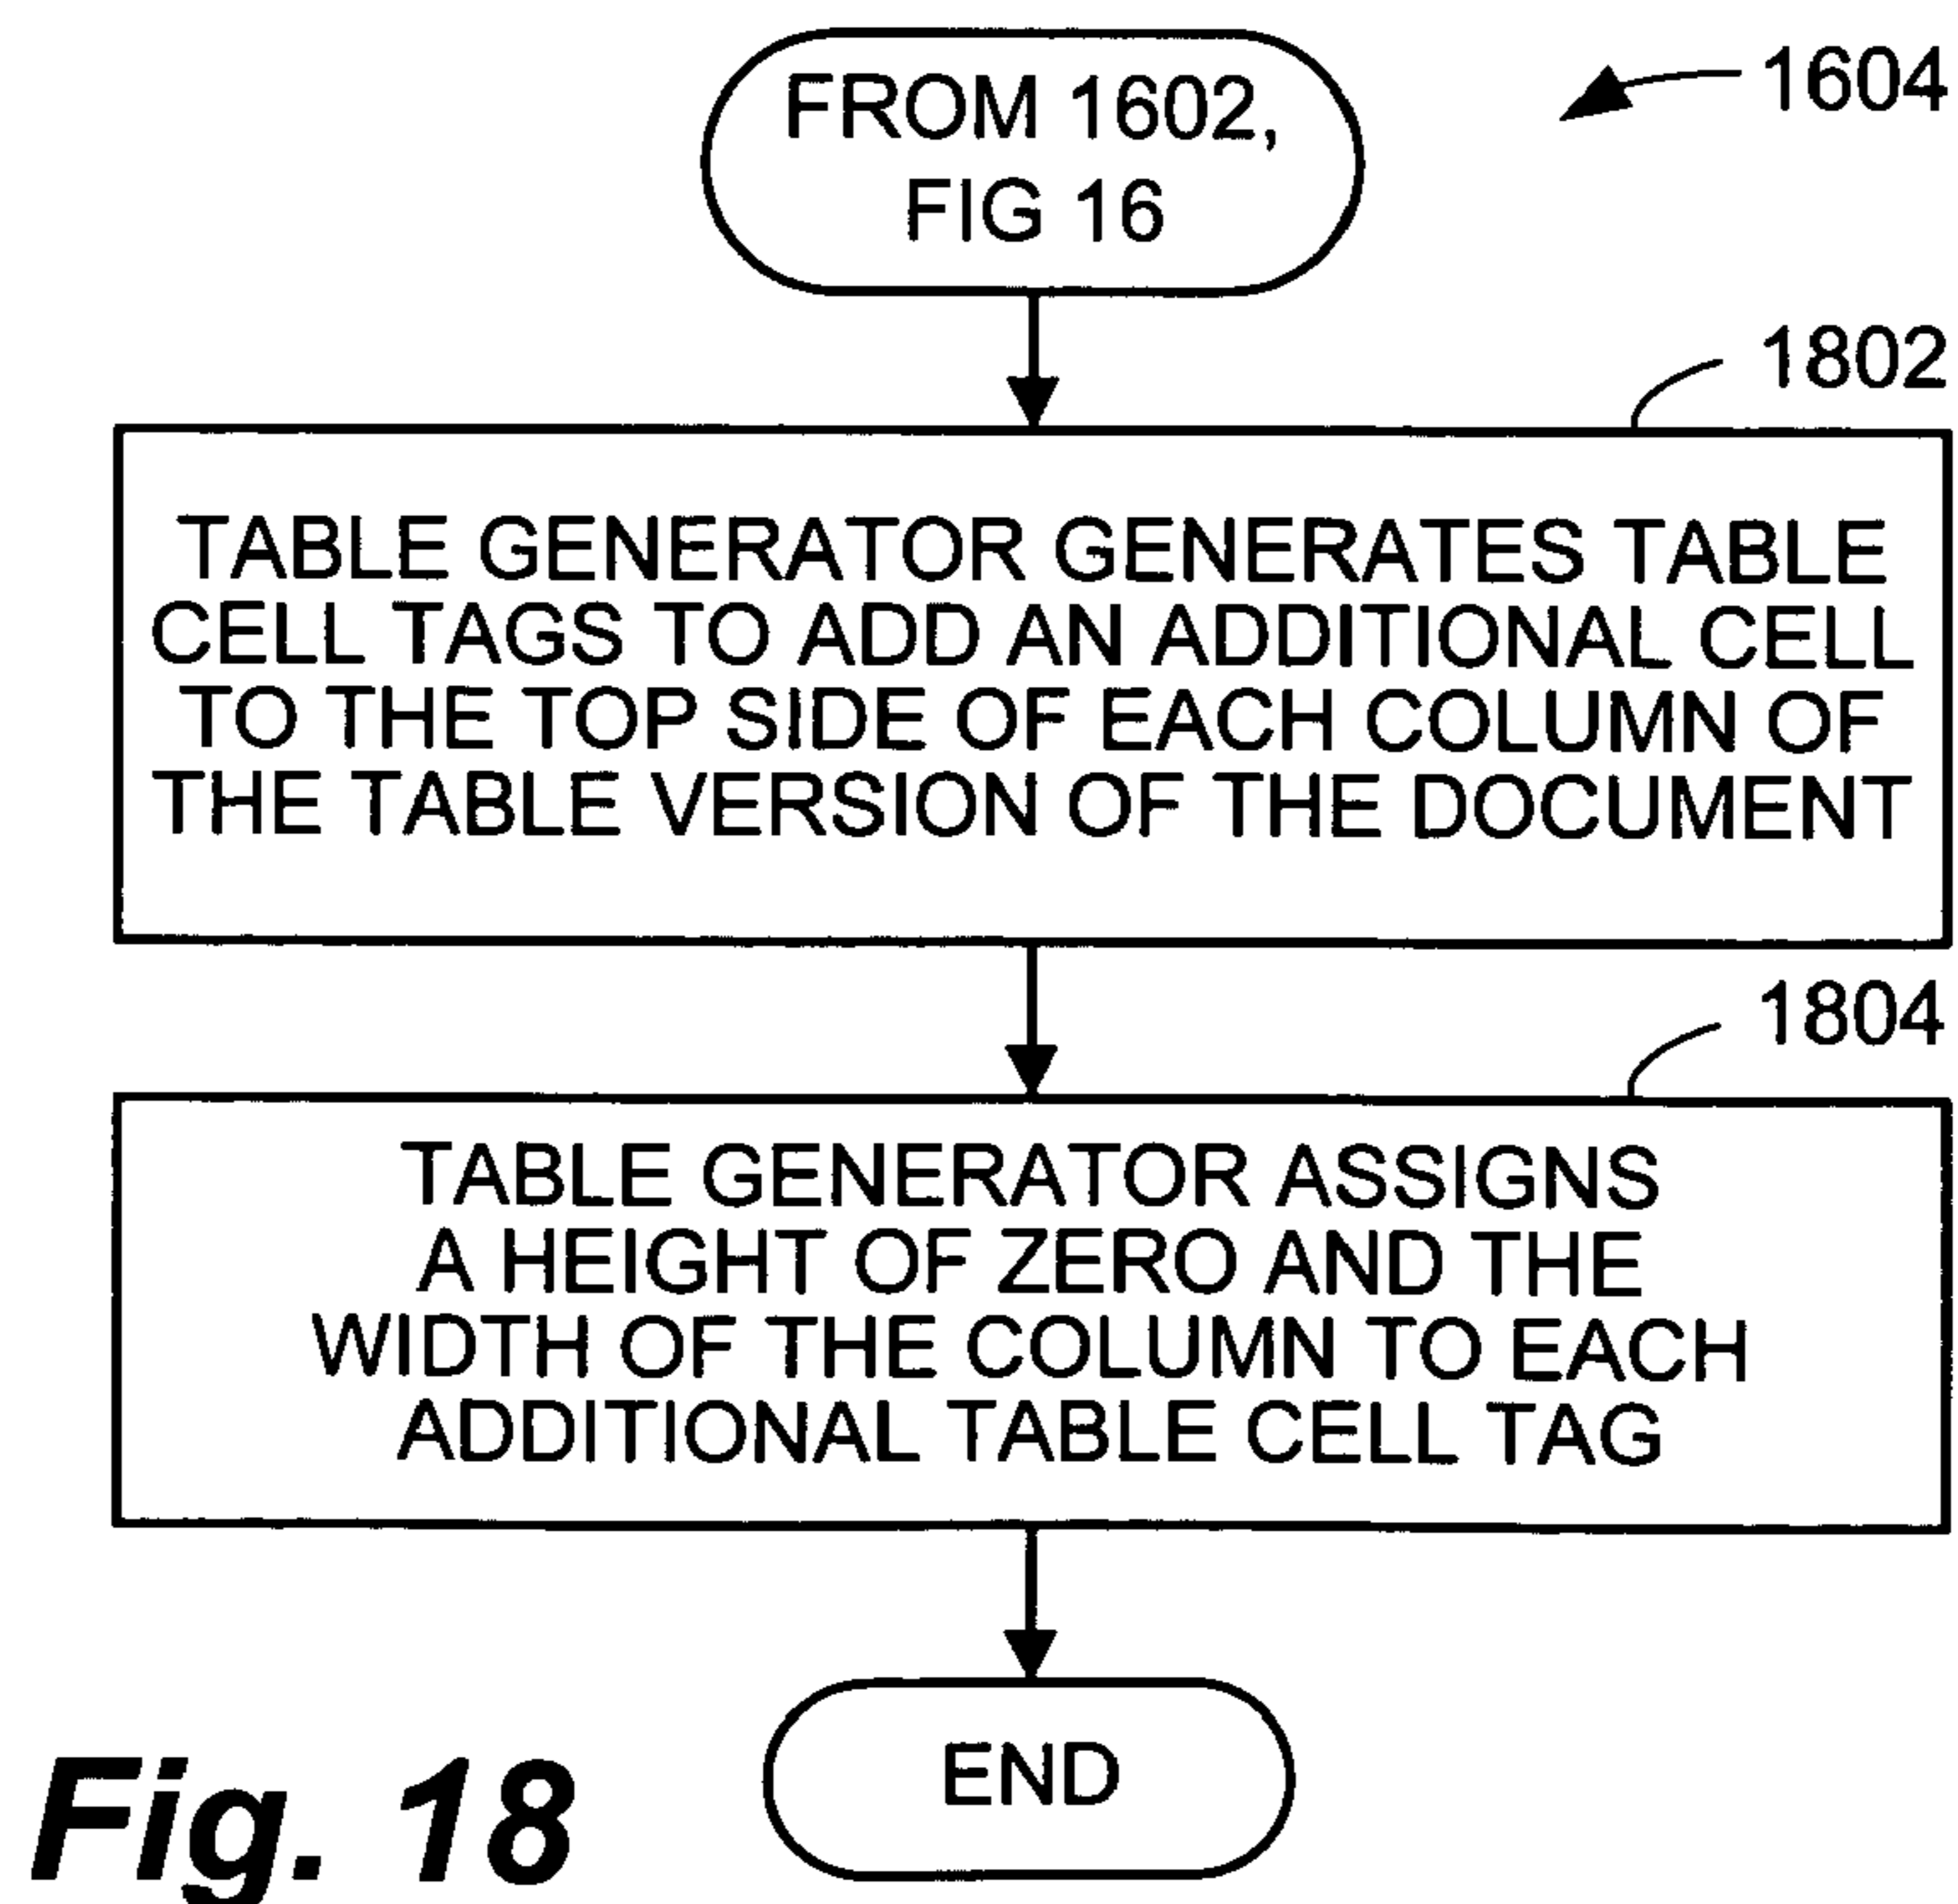 FROM 1602,
FIG 16
1604
1802
TABLE GENERATOR GENERATES TABLE
CELL TAGS TO ADD AN ADDITIONAL CELL
TO THE TOP SIDE OF EACH COLUMN OF
THE TABLE VERSION OF THE DOCUMENT
1804
TABLE GENERATOR ASSIGNS
A HEIGHT OF ZERO AND THE
WIDTH OF THE COLUMN TO EACH
ADDITIONAL TABLE CELL TAG
END
Fig. 18